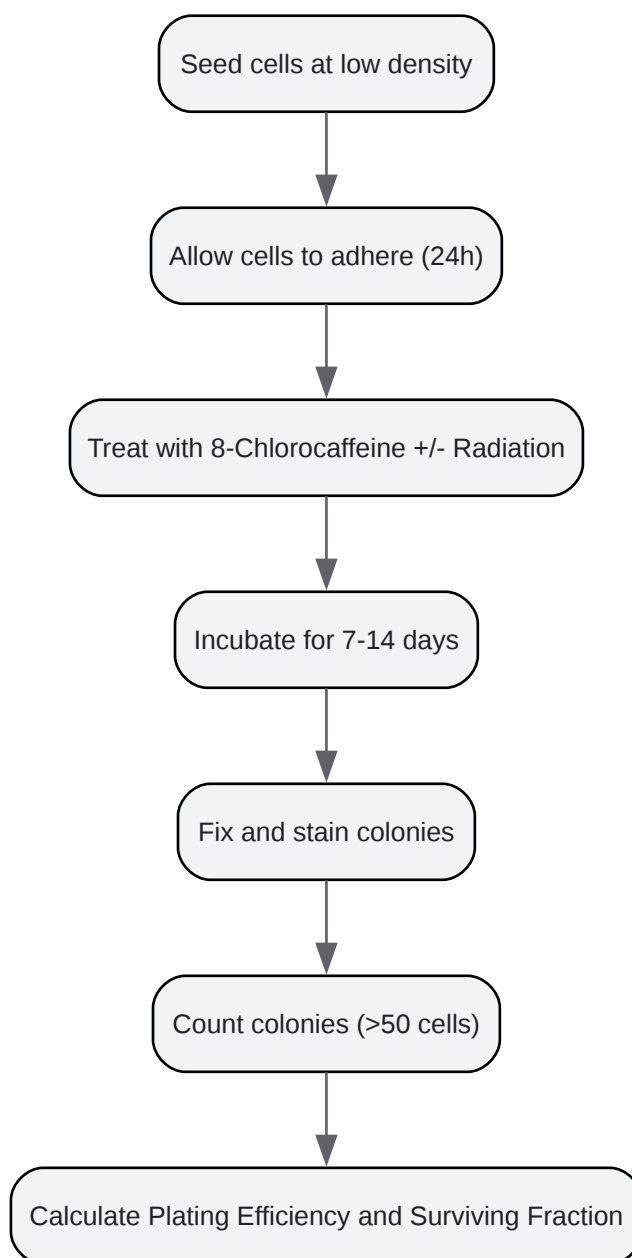 Seed cells at low density
Allow cells to adhere (24h)
Treat with 8-Chlorocaffeine +/- Radiation
Incubate for 7-14 days
Fix and stain colonies
Count colonies (>50 cells)
Calculate Plating Efficiency and Surviving Fraction